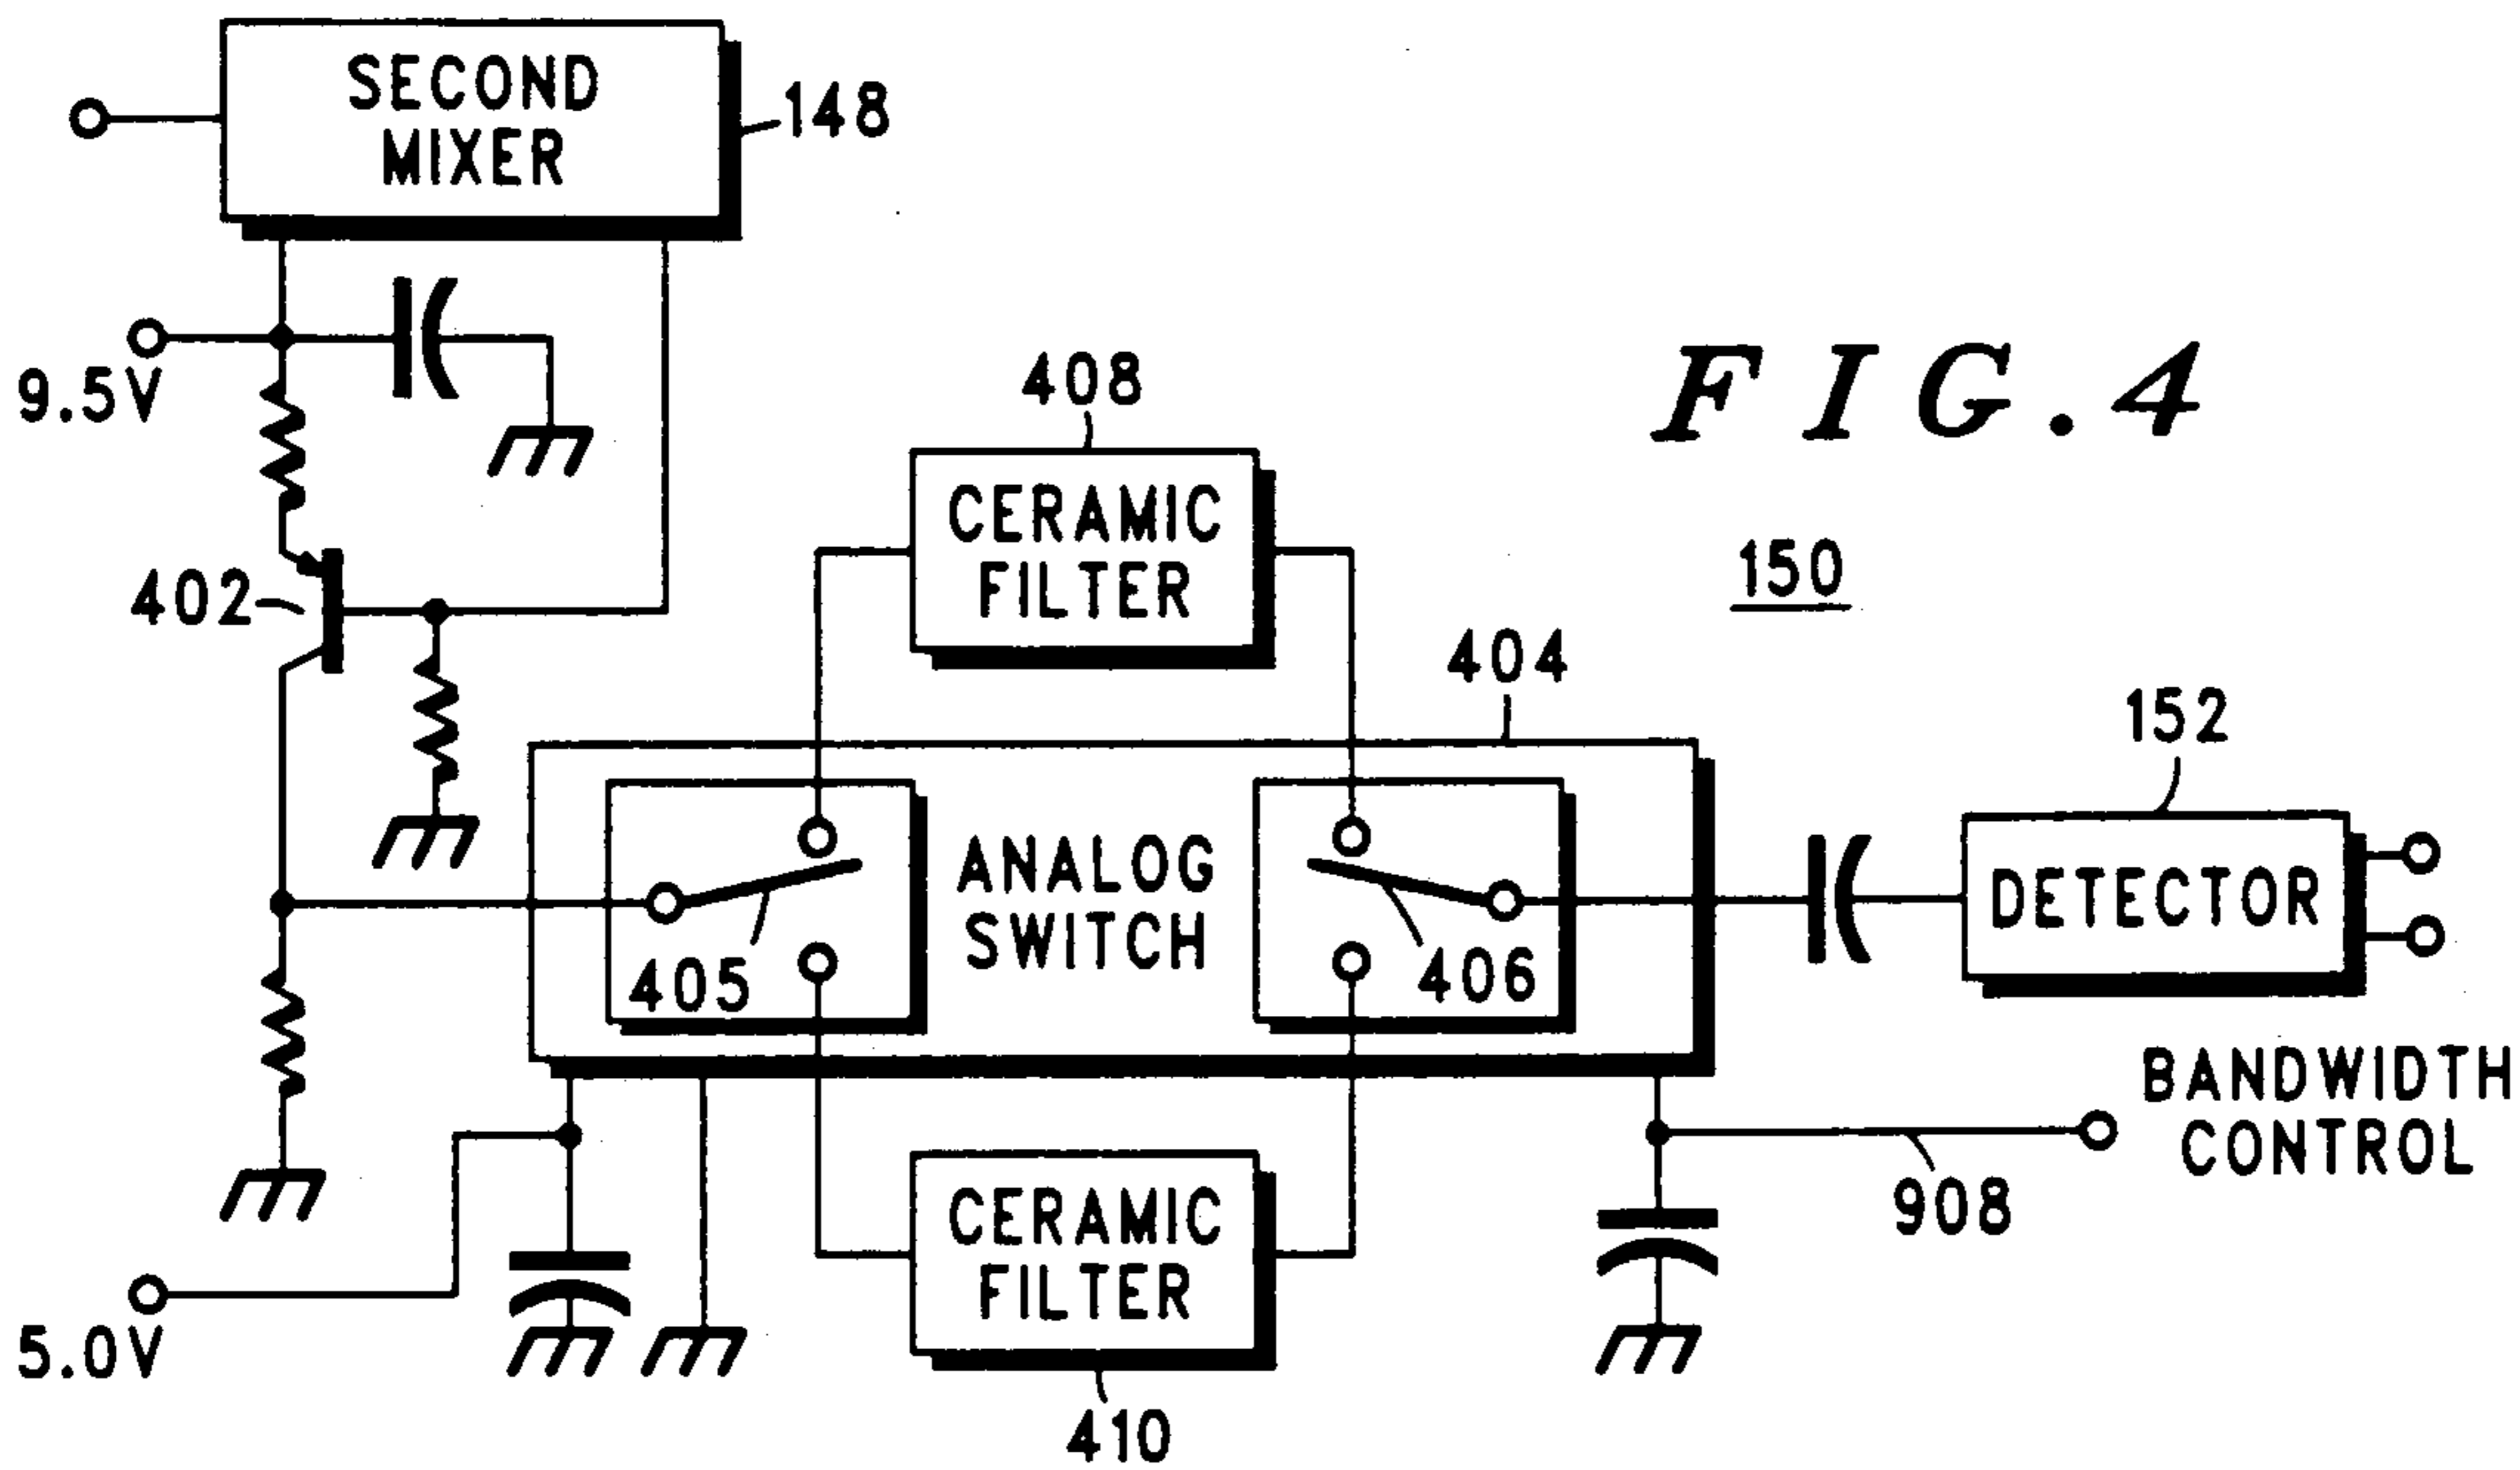 SECOND
MIXER
148
9.5V
408
FIG.4
CERAMIC
FILTER
150
402
404
152
ANALOG
SWITCH
DETECTOR
405
406
BANDWIDTH
CONTROL
908
CERAMIC
FILTER
5.0V
410